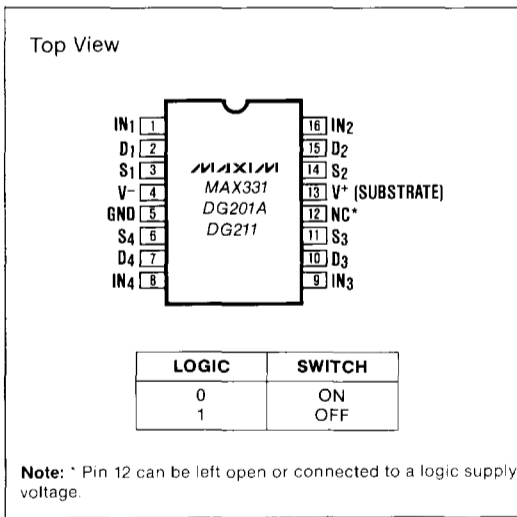 Top View
IN1 1
D1 2
S1 3
V− 4
GND 5
S4 6
D4 7
IN4 8
MAXIM
MAX331
DG201A
DG211
16 IN2
15 D2
14 S2
13 V+ (SUBSTRATE)
12 NC*
11 S3
10 D3
9 IN3
LOGIC SWITCH
0 ON
1 OFF
Note: * Pin 12 can be left open or connected to a logic supply
voltage.